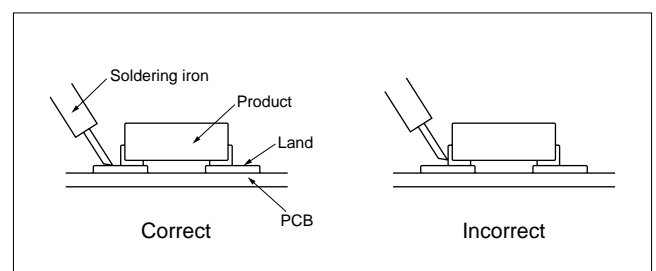 Soldering iron
Product
Land
PCB
Correct
Incorrect